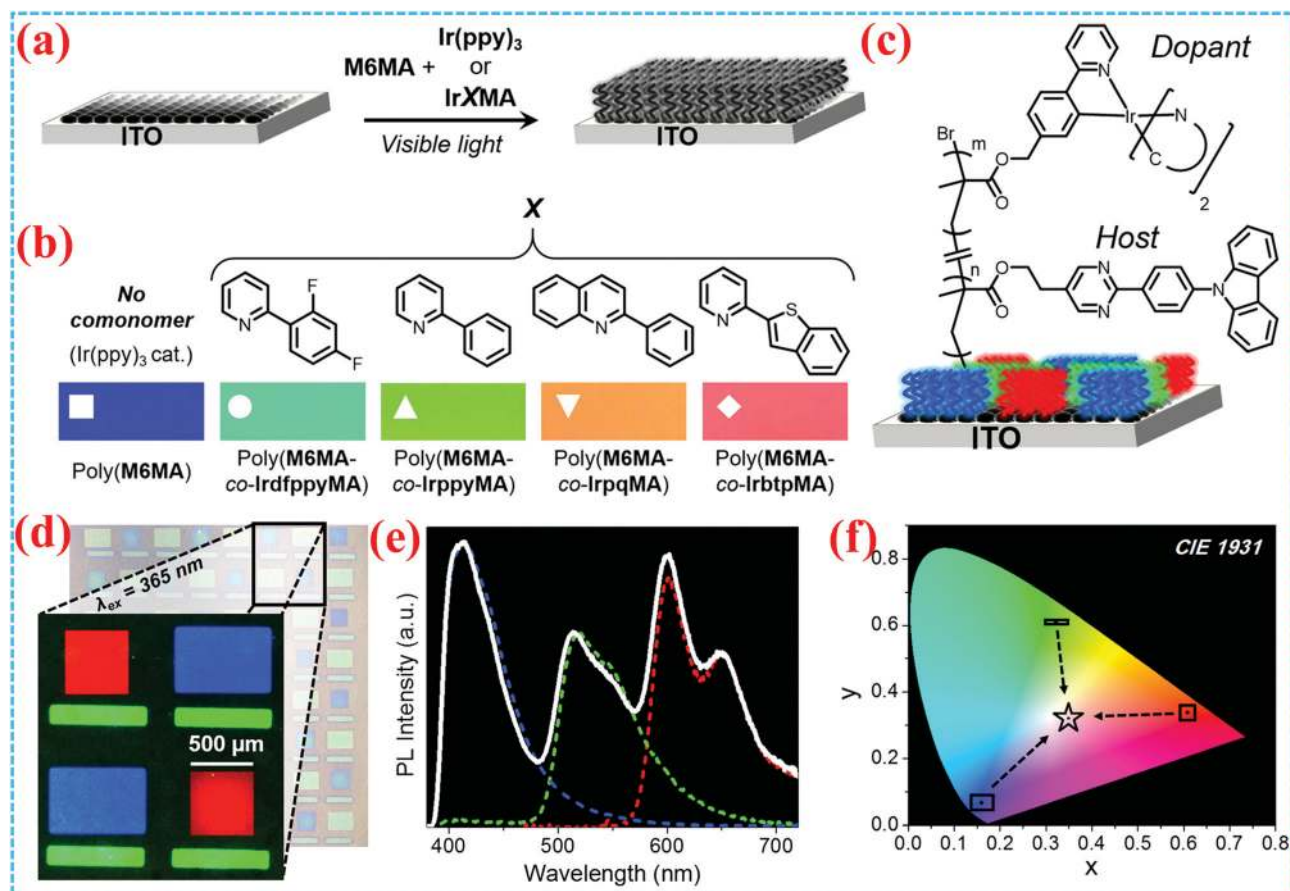 (a)
M6MA +
Ir(ppy)₃
or
IrXMA
Visible light
ITO
ITO
(b)
X
No
comonomer
(Ir(ppy)₃ cat.)
N
F
F
N
N
N
S
Poly(M6MA)
Poly(M6MA-
co-IrdfppyMA)
Poly(M6MA-
co-IrppyMA)
Poly(M6MA-
co-IrpqMA)
Poly(M6MA-
co-IrbtpMA)
(c)
Dopant
N
Ir
N
C
2
Br
m
O
O
Host
n
O
O
N
N
N
ITO
(d)
λex = 365 nm
500 µm
(e)
PL Intensity (a.u.)
400 500 600 700
Wavelength (nm)
(f)
CIE 1931
y
0.8
0.6
0.4
0.2
0.0
0.0 0.1 0.2 0.3 0.4 0.5 0.6 0.7 0.8
x